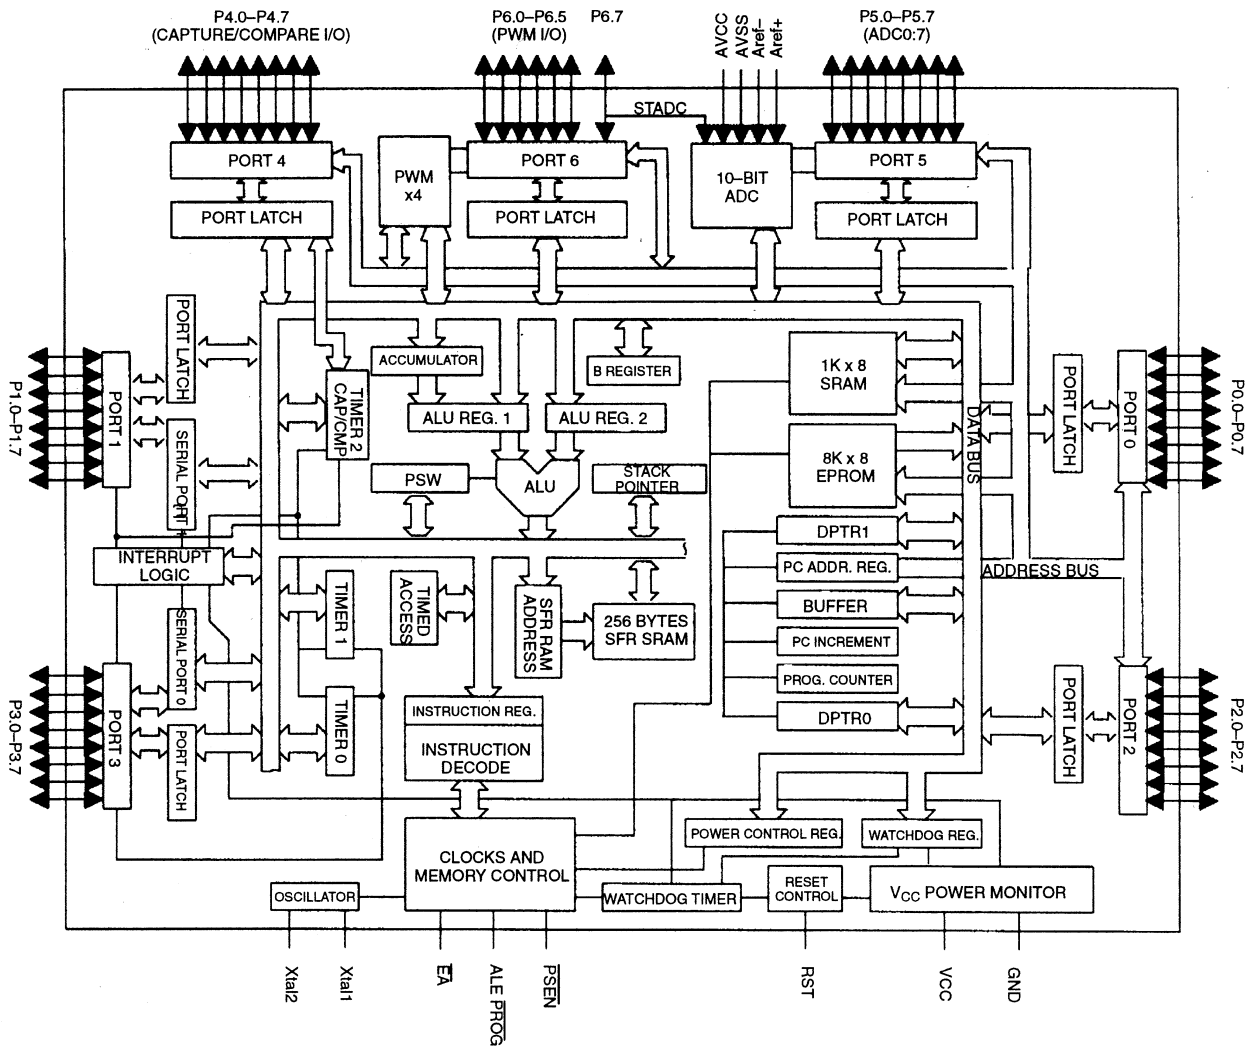 P4.0–P4.7
(CAPTURE/COMPARE I/O)
P6.0–P6.5
(PWM I/O)
P6.7
AVCC
AVSS
Aref–
Aref+
P5.0–P5.7
(ADC0:7)
STADC
PORT 4
PWM
x4
PORT 6
10–BIT
ADC
PORT 5
PORT LATCH
PORT LATCH
PORT LATCH
PORT LATCH
P1.0–P1.7
PORT 1
SERIAL PORT 1
ACCUMULATOR
TIMER 2
CAP/CMP
B REGISTER
ALU REG. 1
ALU REG. 2
1K x 8
SRAM
DATA BUS
PORT LATCH
PORT 0
P0.0–P0.7
PSW
ALU
STACK
POINTER
8K x 8
EPROM
INTERRUPT
LOGIC
DPTR1
PC ADDR. REG.
ADDRESS BUS
BUFFER
PC INCREMENT
PROG. COUNTER
DPTR0
TIMER 1
TIMED
ACCESS
SFR RAM
ADDRESS
256 BYTES
SFR SRAM
SERIAL PORT 0
P3.0–P3.7
PORT 3
PORT LATCH
TIMER 0
INSTRUCTION REG.
INSTRUCTION
DECODE
PORT LATCH
PORT 2
P2.0–P2.7
CLOCKS AND
MEMORY CONTROL
POWER CONTROL REG.
WATCHDOG REG.
OSCILLATOR
WATCHDOG TIMER
RESET
CONTROL
VCC POWER MONITOR
Xtal2
Xtal1
EA
ALE PROG
PSEN
RST
VCC
GND